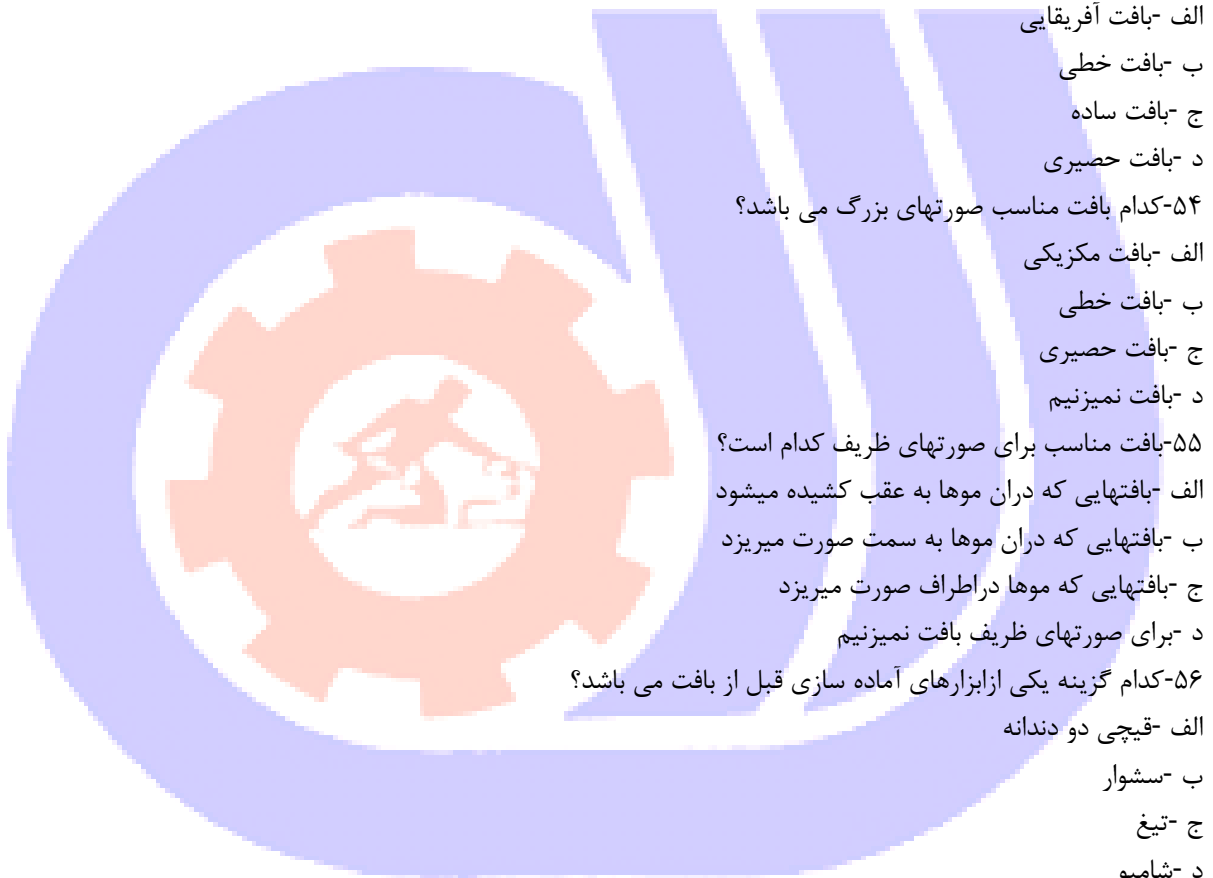 الف -بافت آفریقایی
ب -بافت خطی
ج -بافت ساده
د -بافت حصیری
۵۴-کدام بافت مناسب صورتهای بزرگ می باشد؟
الف -بافت مکزیکی
ب -بافت خطی
ج -بافت حصیری
د -بافت نمیزنیم
۵۵-بافت مناسب برای صورتهای ظریف کدام است؟
الف -بافتهایی که دران موها به عقب کشیده میشود
ب -بافتهایی که دران موها به سمت صورت میریزد
ج -بافتهایی که موها دراطراف صورت میریزد
د -برای صورتهای ظریف بافت نمیزنیم
۵۶-کدام گزینه یکی ازابزارهای آماده سازی قبل از بافت می باشد؟
الف -قیچی دو دندانه
ب -سشوار
ج -تیغ
د -شامپو